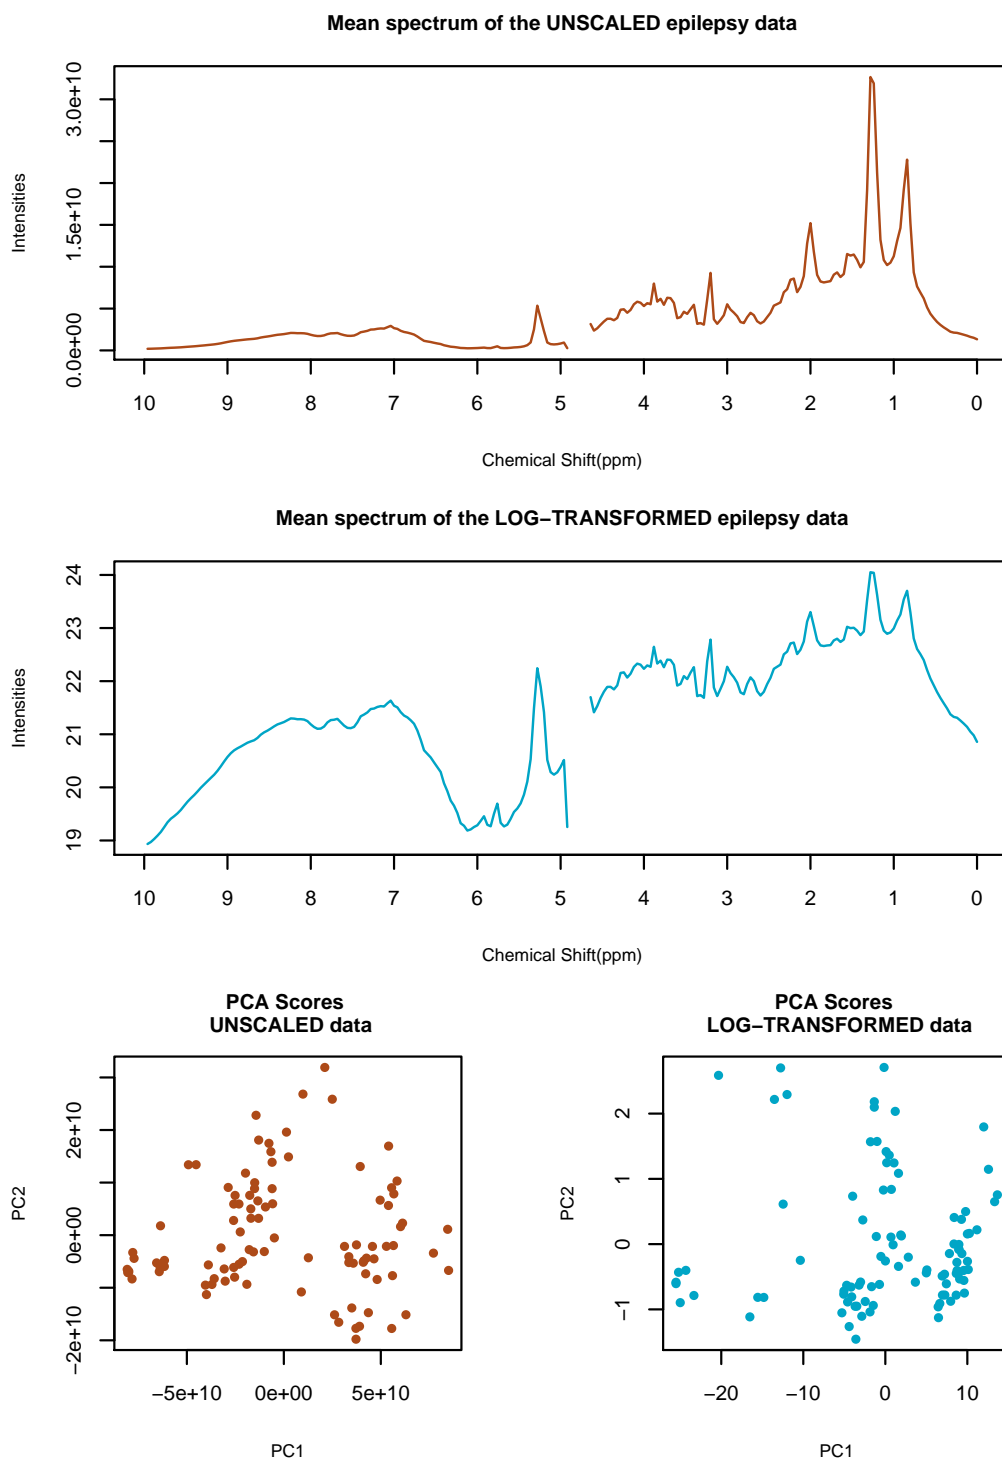 Mean spectrum of the UNSCALED epilepsy data
Intensities
0.0e+00 1.5e+10 3.0e+10
10 9 8 7 6 5 4 3 2 1 0
Chemical Shift(ppm)
Mean spectrum of the LOG−TRANSFORMED epilepsy data
Intensities
19 20 21 22 23 24
10 9 8 7 6 5 4 3 2 1 0
Chemical Shift(ppm)
PCA Scores
UNSCALED data
PC2
−2e+10 0e+00 2e+10
−5e+10 0e+00 5e+10
PC1
PCA Scores
LOG−TRANSFORMED data
PC2
−1 0 1 2
−20 −10 0 10
PC1